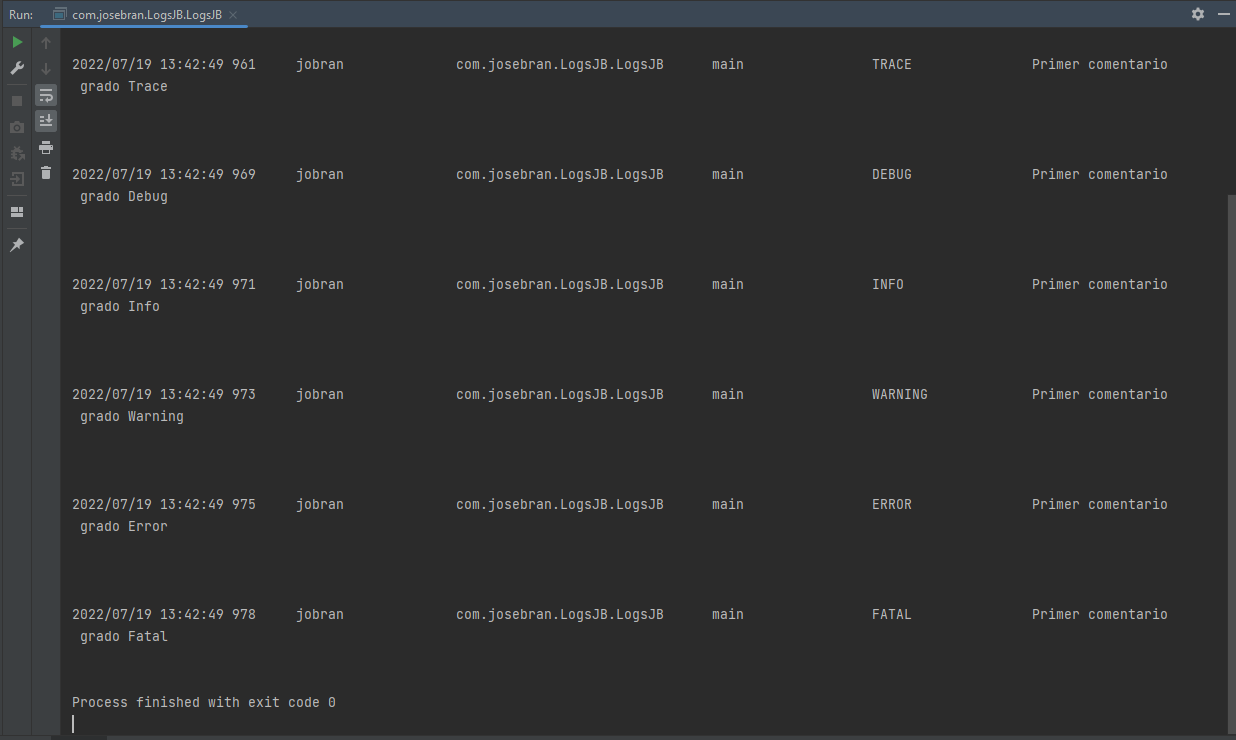 Run: com.josebran.LogsJB.LogsJB
2022/07/19 13:42:49 961 jobran com.josebran.LogsJB.LogsJB main TRACE Primer comentario
grado Trace
2022/07/19 13:42:49 969 jobran com.josebran.LogsJB.LogsJB main DEBUG Primer comentario
grado Debug
2022/07/19 13:42:49 971 jobran com.josebran.LogsJB.LogsJB main INFO Primer comentario
grado Info
2022/07/19 13:42:49 973 jobran com.josebran.LogsJB.LogsJB main WARNING Primer comentario
grado Warning
2022/07/19 13:42:49 975 jobran com.josebran.LogsJB.LogsJB main ERROR Primer comentario
grado Error
2022/07/19 13:42:49 978 jobran com.josebran.LogsJB.LogsJB main FATAL Primer comentario
grado Fatal
Process finished with exit code 0